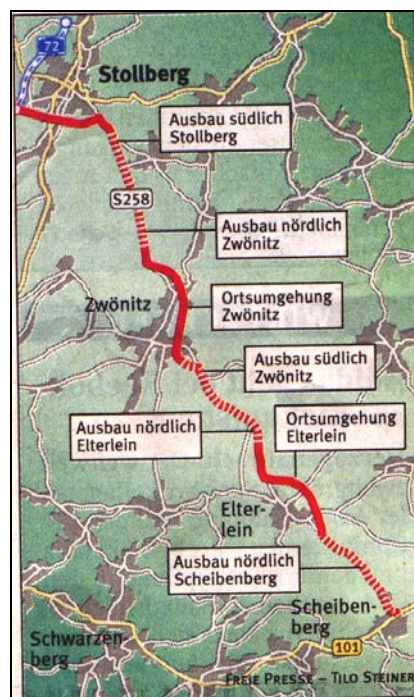 72
Stollberg
Ausbau südlich
Stollberg
S258
Ausbau nördlich
Zwönitz
Zwönitz
Ortsumgehung
Zwönitz
Ausbau südlich
Zwönitz
Ausbau nördlich
Elterlein
Ortsumgehung
Elterlein
Elter-
lein
Ausbau nördlich
Scheibenberg
Scheiben-
berg
Schwarzen-
berg
101
FREIE PRESSE – TILO STEINER